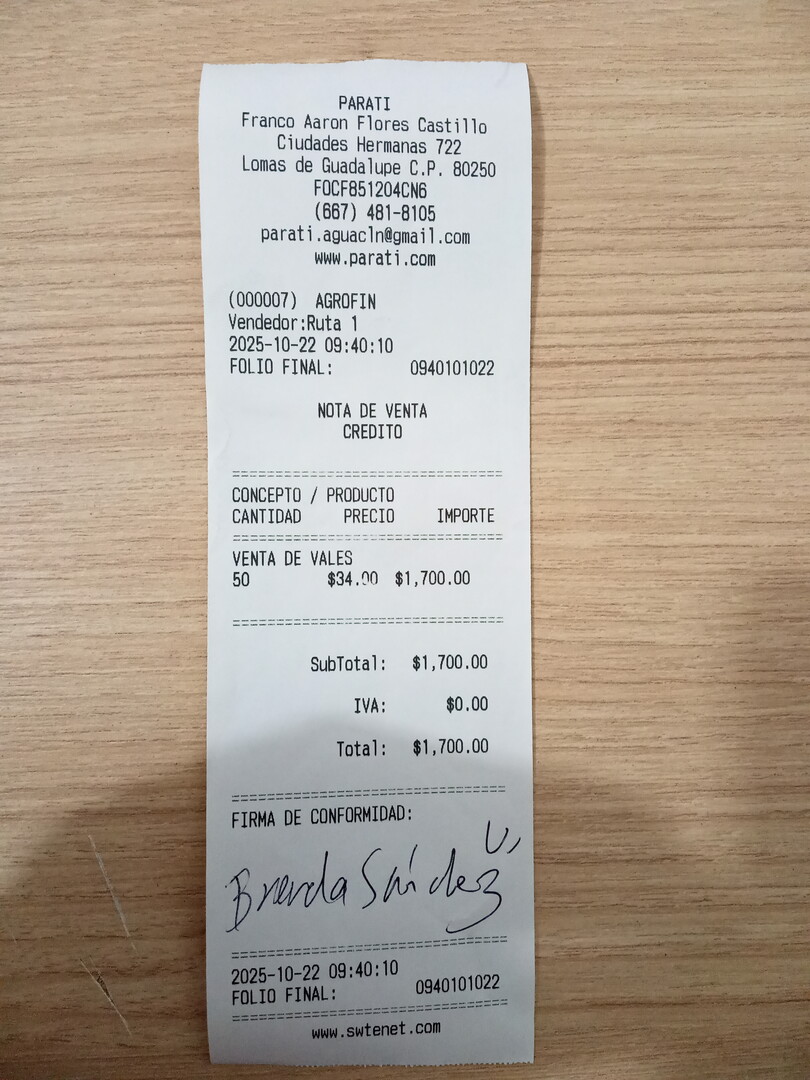 PARATI
Franco Aaron Flores Castillo
Ciudades Hermanas 722
Lomas de Guadalupe C.P. 80250
FOCF851204CN6
(667) 481-8105
parati.aguacln@gmail.com
www.parati.com
(000007) AGROFIN
Vendedor:Ruta 1
2025-10-22 09:40:10
FOLIO FINAL: 0940101022
NOTA DE VENTA
CREDITO
================================
CONCEPTO / PRODUCTO
CANTIDAD PRECIO IMPORTE
================================
VENTA DE VALES
50 $34.00 $1,700.00
================================
SubTotal: $1,700.00
IVA: $0.00
Total: $1,700.00
================================
FIRMA DE CONFORMIDAD:
Brenda Sánchez
================================
2025-10-22 09:40:10
FOLIO FINAL: 0940101022
================================
www.swtenet.com